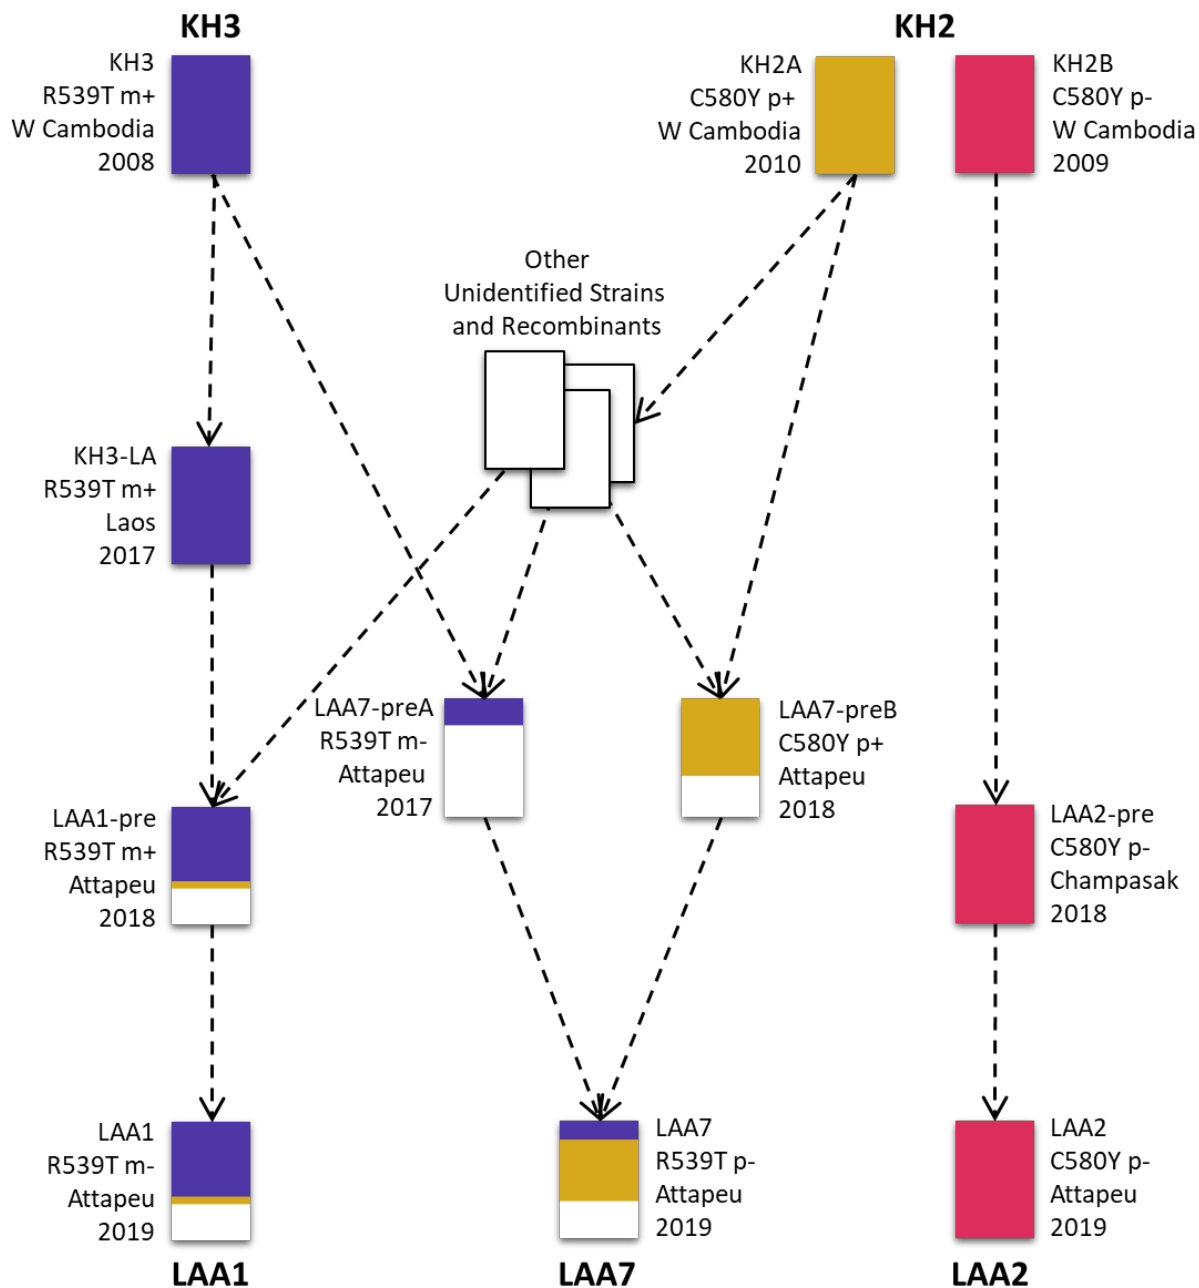 KH3
KH2
KH3
R539T m+
W Cambodia
2008
KH2A
C580Y p+
W Cambodia
2010
KH2B
C580Y p-
W Cambodia
2009
Other
Unidentified Strains
and Recombinants
KH3-LA
R539T m+
Laos
2017
LAA7-preA
R539T m-
Attapeu
2017
LAA7-preB
C580Y p+
Attapeu
2018
LAA1-pre
R539T m+
Attapeu
2018
LAA2-pre
C580Y p-
Champasak
2018
LAA1
R539T m-
Attapeu
2019
LAA7
R539T p-
Attapeu
2019
LAA2
C580Y p-
Attapeu
2019
LAA1
LAA7
LAA2